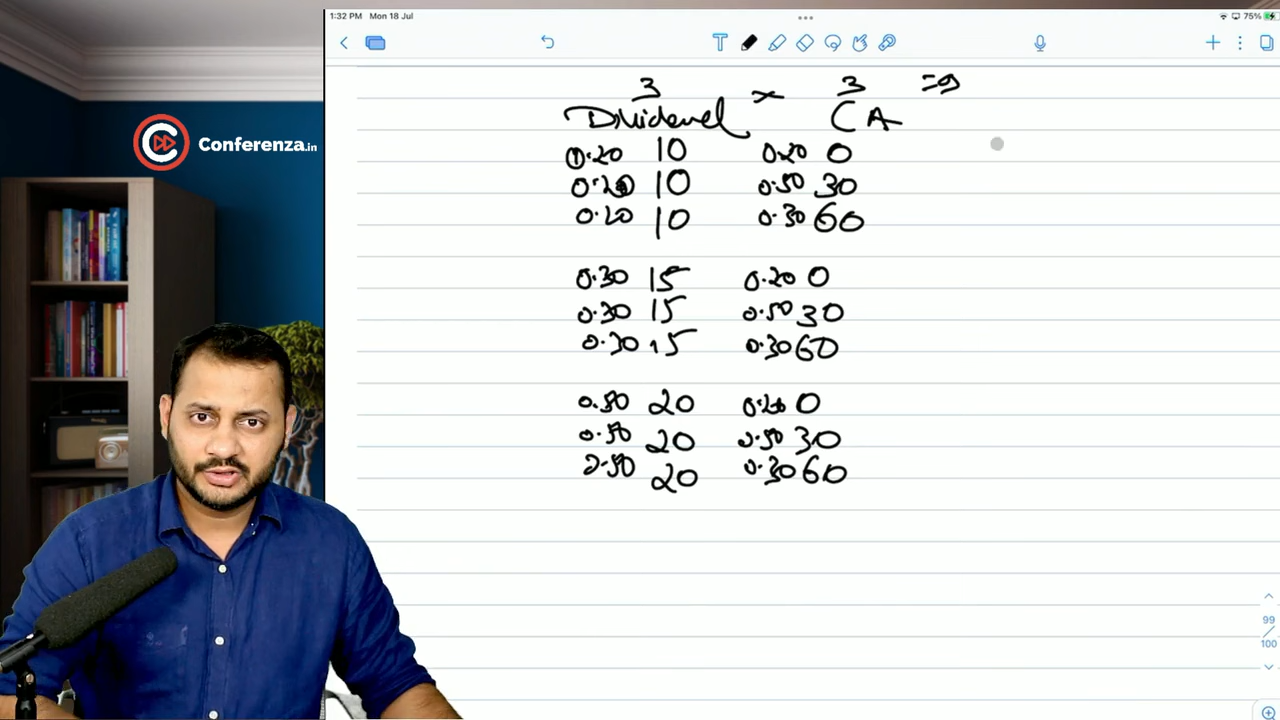 1:32 PM Mon 18 Jul
75%
Conferenza.in
3 × 3 =9
Dividend CA
0.20 10 0.20 0
0.20 10 0.50 30
0.20 10 0.30 60
0.30 15 0.20 0
0.30 15 0.50 30
0.30 15 0.30 60
0.50 20 0.20 0
0.50 20 0.50 30
0.50 20 0.30 60
99
100